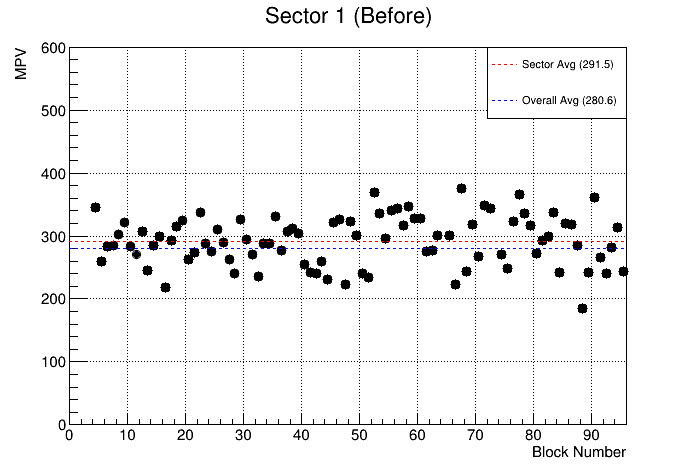 Sector 1 (Before)
MPV
600
500
400
300
200
100
0
Sector Avg (291.5)
Overall Avg (280.6)
0 10 20 30 40 50 60 70 80 90
Block Number